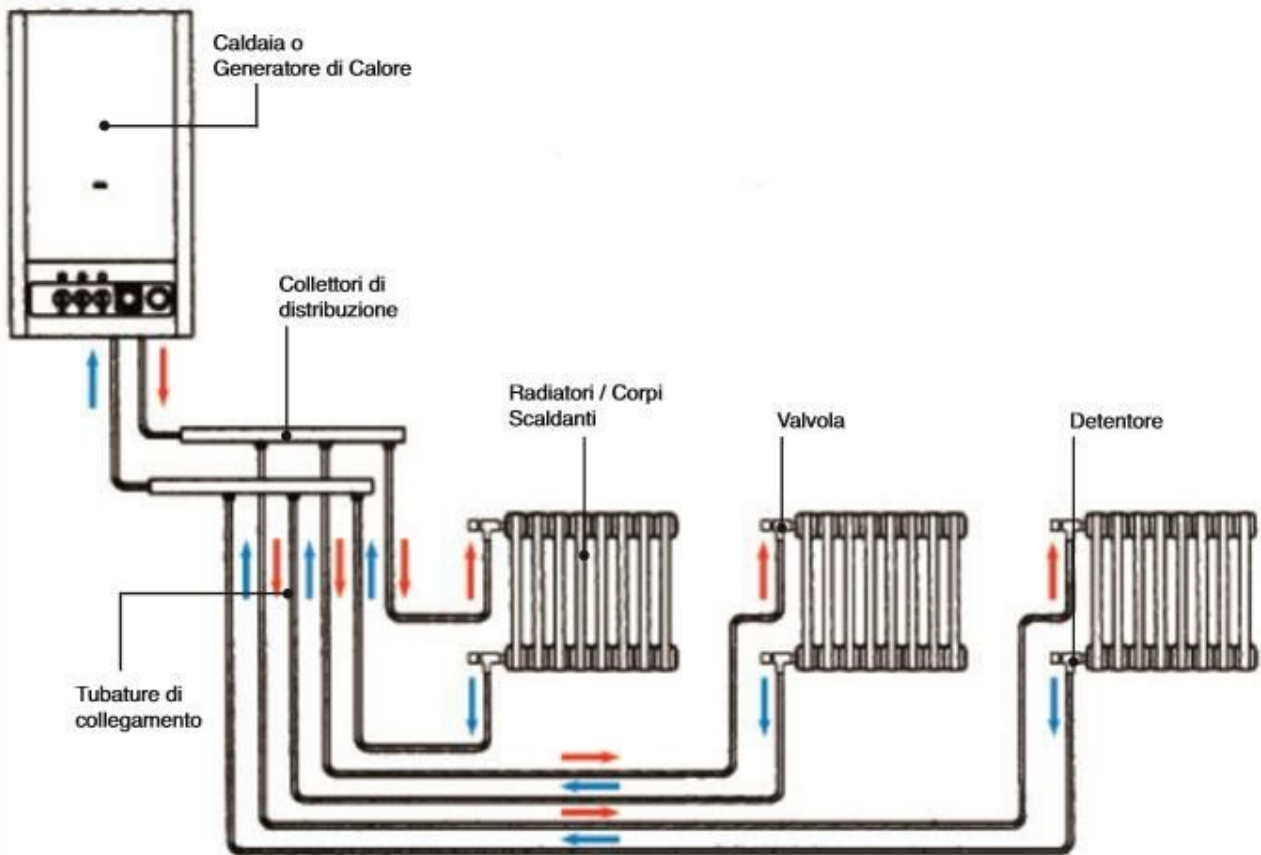 Caldaia o
Generatore di Calore
Collettori di
distribuzione
Radiatori / Corpi
Scaldanti
Valvola
Detentore
Tubature di
collegamento